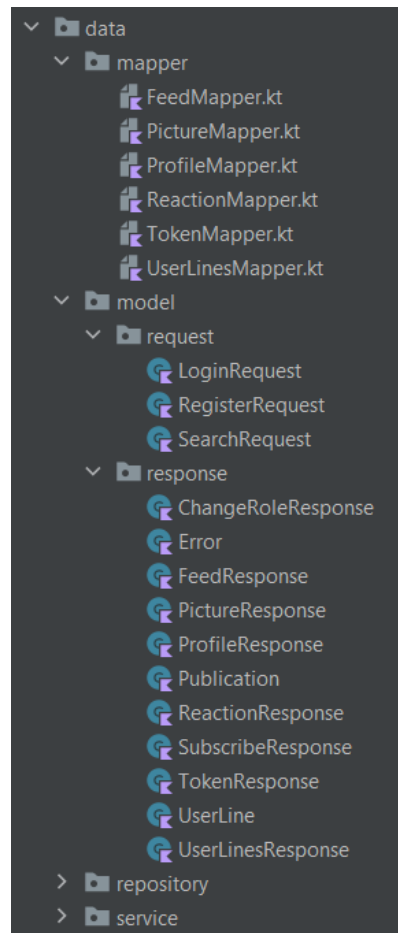 data
mapper
FeedMapper.kt
PictureMapper.kt
ProfileMapper.kt
ReactionMapper.kt
TokenMapper.kt
UserLinesMapper.kt
model
request
LoginRequest
RegisterRequest
SearchRequest
response
ChangeRoleResponse
Error
FeedResponse
PictureResponse
ProfileResponse
Publication
ReactionResponse
SubscribeResponse
TokenResponse
UserLine
UserLinesResponse
repository
service